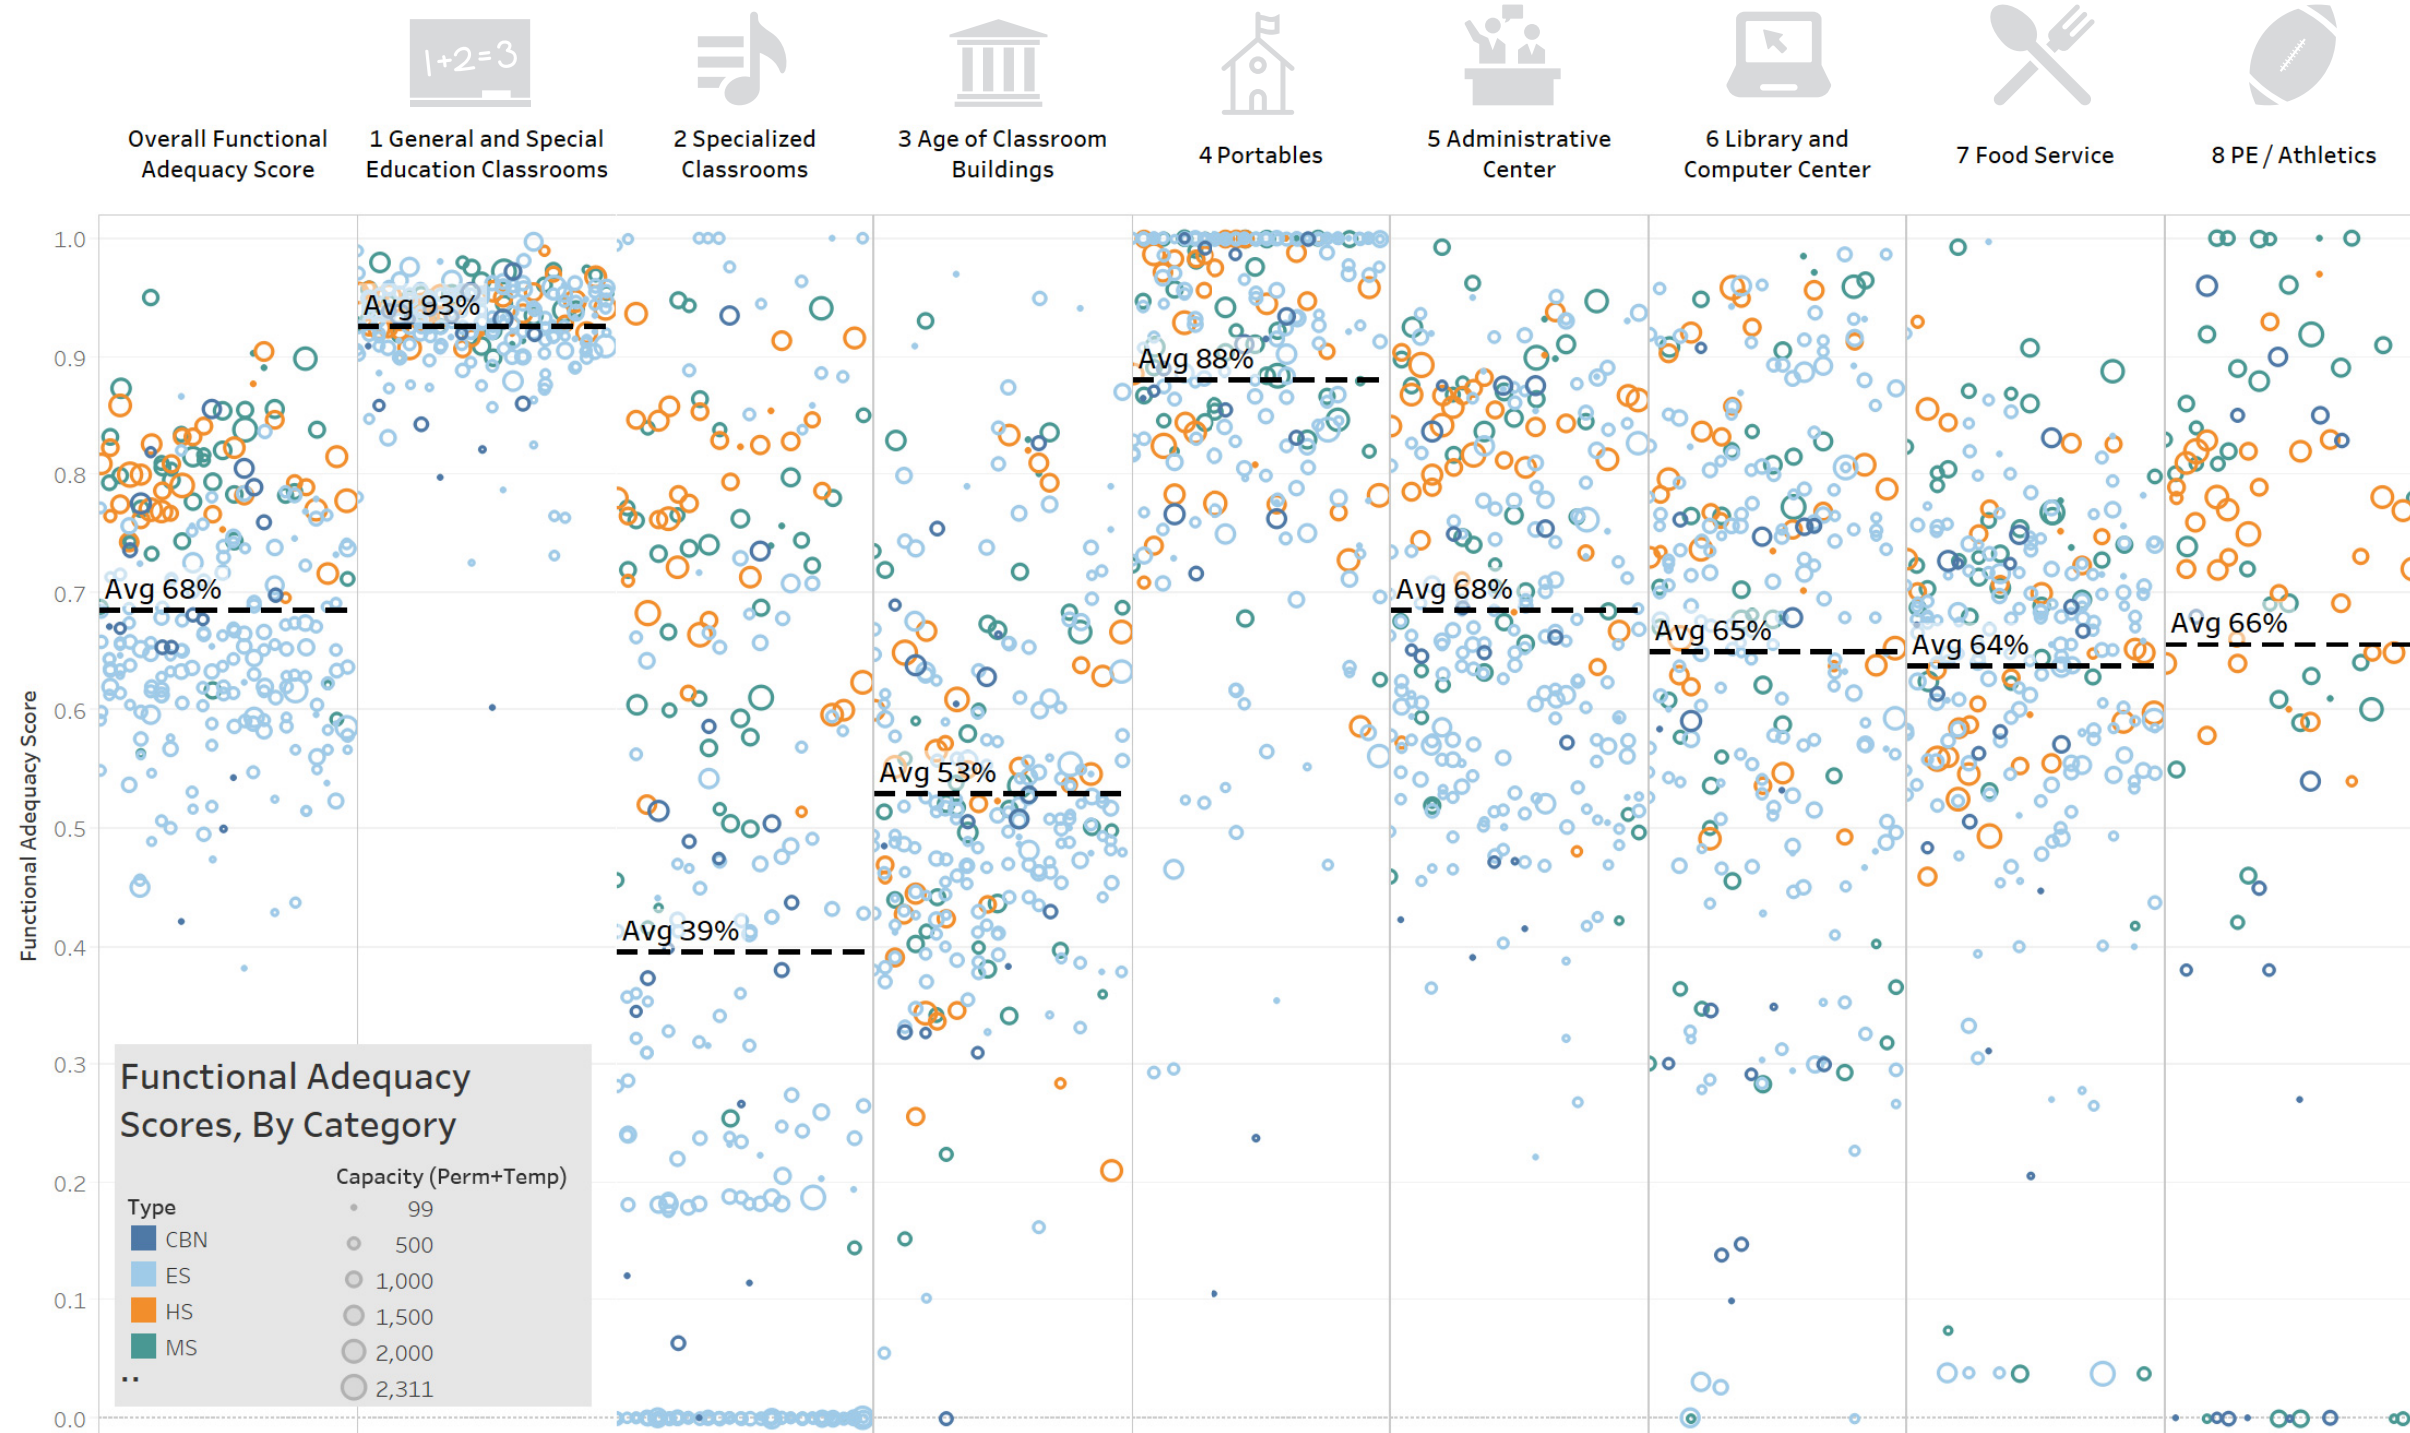 1+2=3
Overall Functional
Adequacy Score
1 General and Special
Education Classrooms
2 Specialized
Classrooms
3 Age of Classroom
Buildings
4 Portables
5 Administrative
Center
6 Library and
Computer Center
7 Food Service
8 PE / Athletics
Functional Adequacy Score
1.0
0.9
0.8
0.7
0.6
0.5
0.4
0.3
0.2
0.1
0.0
Avg 68%
Avg 93%
Avg 39%
Avg 53%
Avg 88%
Avg 68%
Avg 65%
Avg 64%
Avg 66%
Functional Adequacy
Scores, By Category
Type
CBN
ES
HS
MS
..
Capacity (Perm+Temp)
99
500
1,000
1,500
2,000
2,311